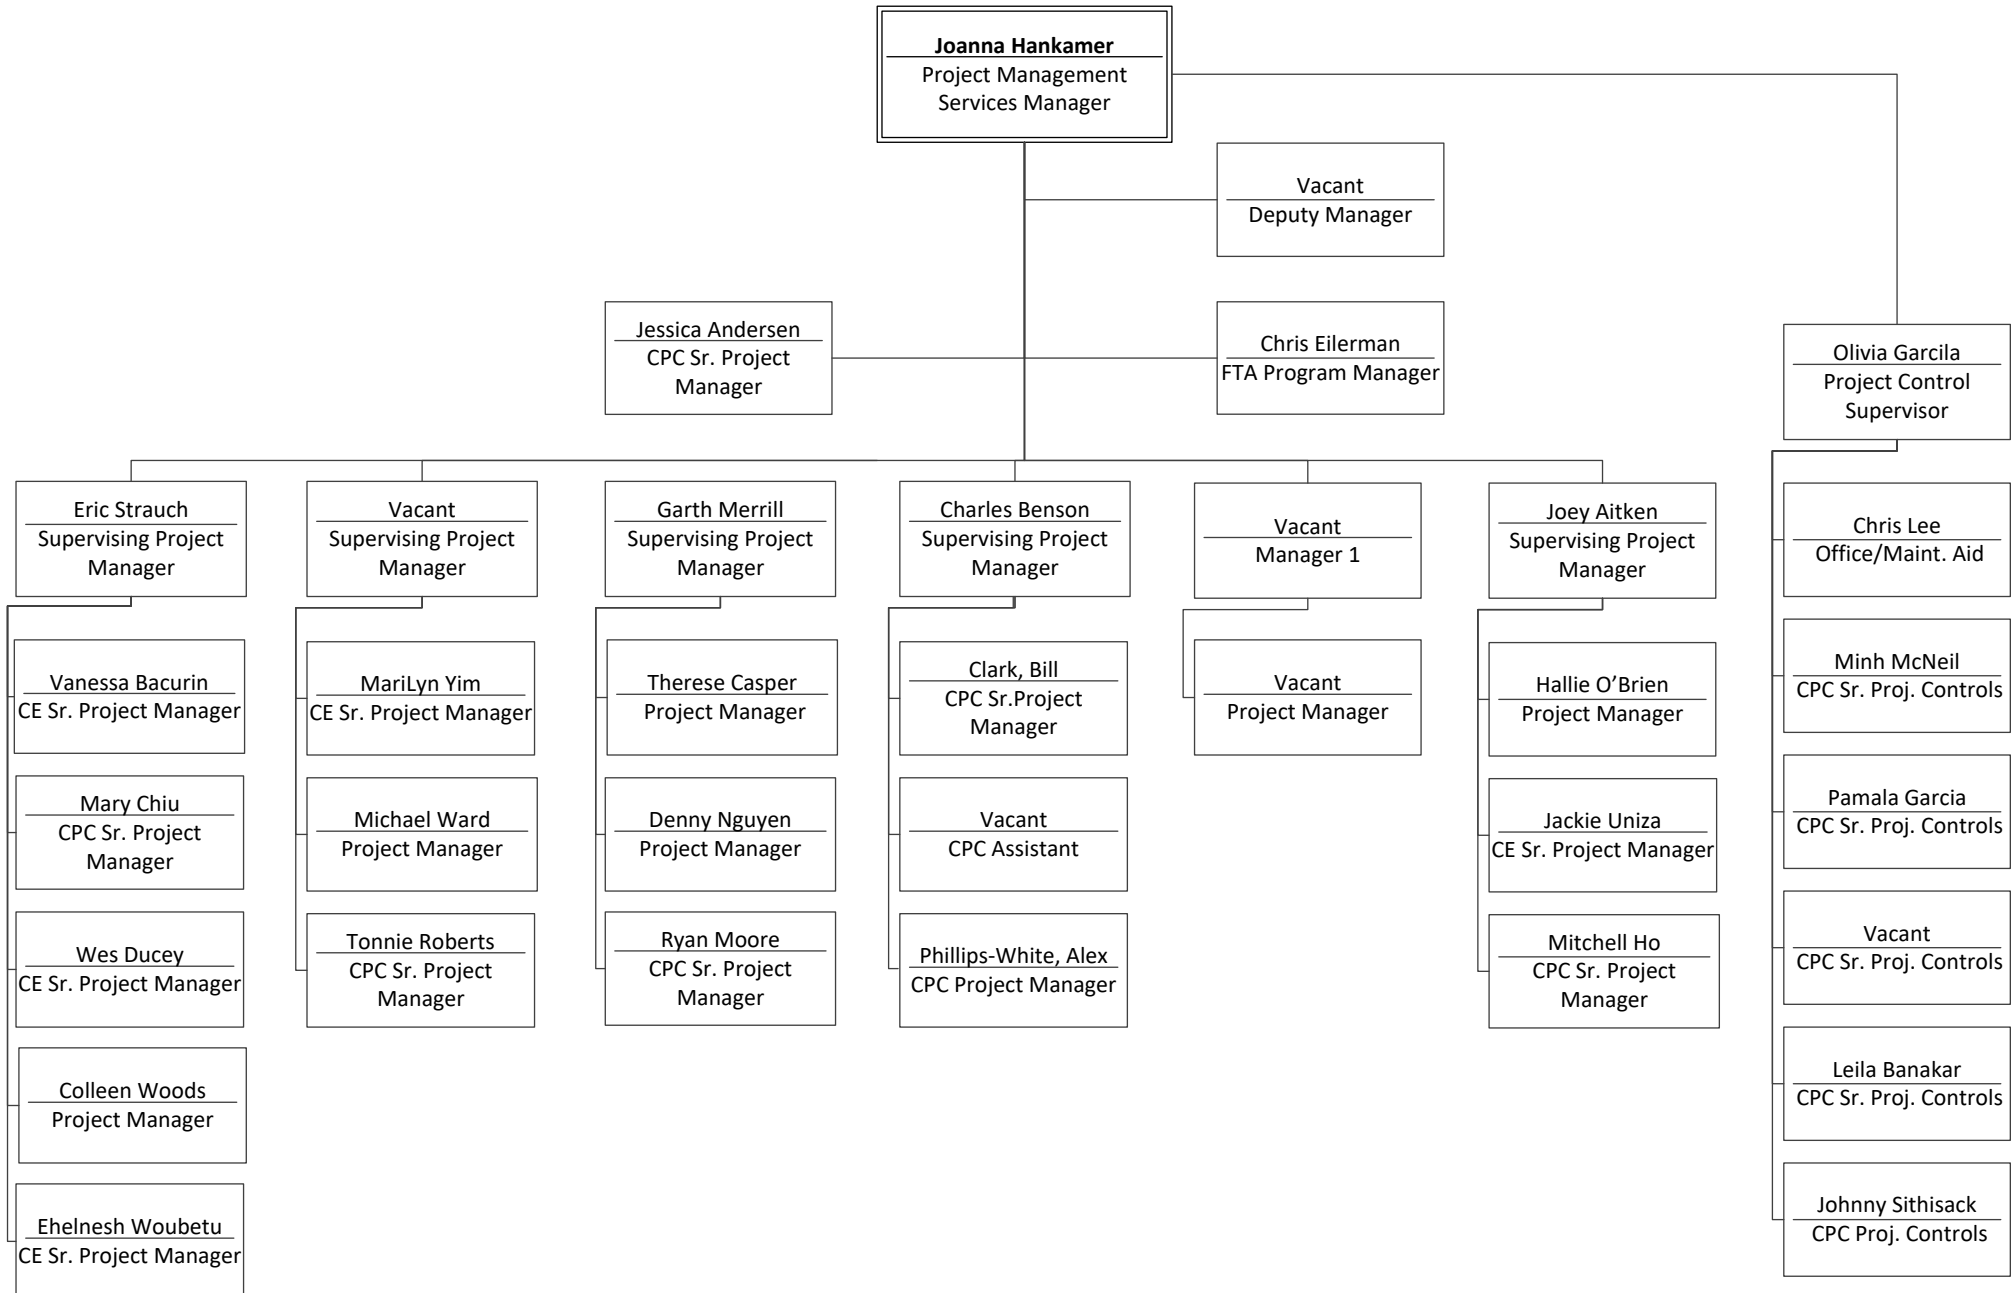 Joanna Hankamer
Project Management
Services Manager
Vacant
Deputy Manager
Jessica Andersen
CPC Sr. Project
Manager
Chris Eilerman
FTA Program Manager
Olivia Garcila
Project Control
Supervisor
Eric Strauch
Supervising Project
Manager
Vacant
Supervising Project
Manager
Garth Merrill
Supervising Project
Manager
Charles Benson
Supervising Project
Manager
Vacant
Manager 1
Joey Aitken
Supervising Project
Manager
Chris Lee
Office/Maint. Aid
Vanessa Bacurin
CE Sr. Project Manager
MariLyn Yim
CE Sr. Project Manager
Therese Casper
Project Manager
Clark, Bill
CPC Sr.Project
Manager
Vacant
Project Manager
Hallie O’Brien
Project Manager
Minh McNeil
CPC Sr. Proj. Controls
Mary Chiu
CPC Sr. Project
Manager
Michael Ward
Project Manager
Denny Nguyen
Project Manager
Vacant
CPC Assistant
Jackie Uniza
CE Sr. Project Manager
Pamala Garcia
CPC Sr. Proj. Controls
Wes Ducey
CE Sr. Project Manager
Tonnie Roberts
CPC Sr. Project
Manager
Ryan Moore
CPC Sr. Project
Manager
Phillips-White, Alex
CPC Project Manager
Mitchell Ho
CPC Sr. Project
Manager
Vacant
CPC Sr. Proj. Controls
Colleen Woods
Project Manager
Leila Banakar
CPC Sr. Proj. Controls
Ehelnesh Woubetu
CE Sr. Project Manager
Johnny Sithisack
CPC Proj. Controls